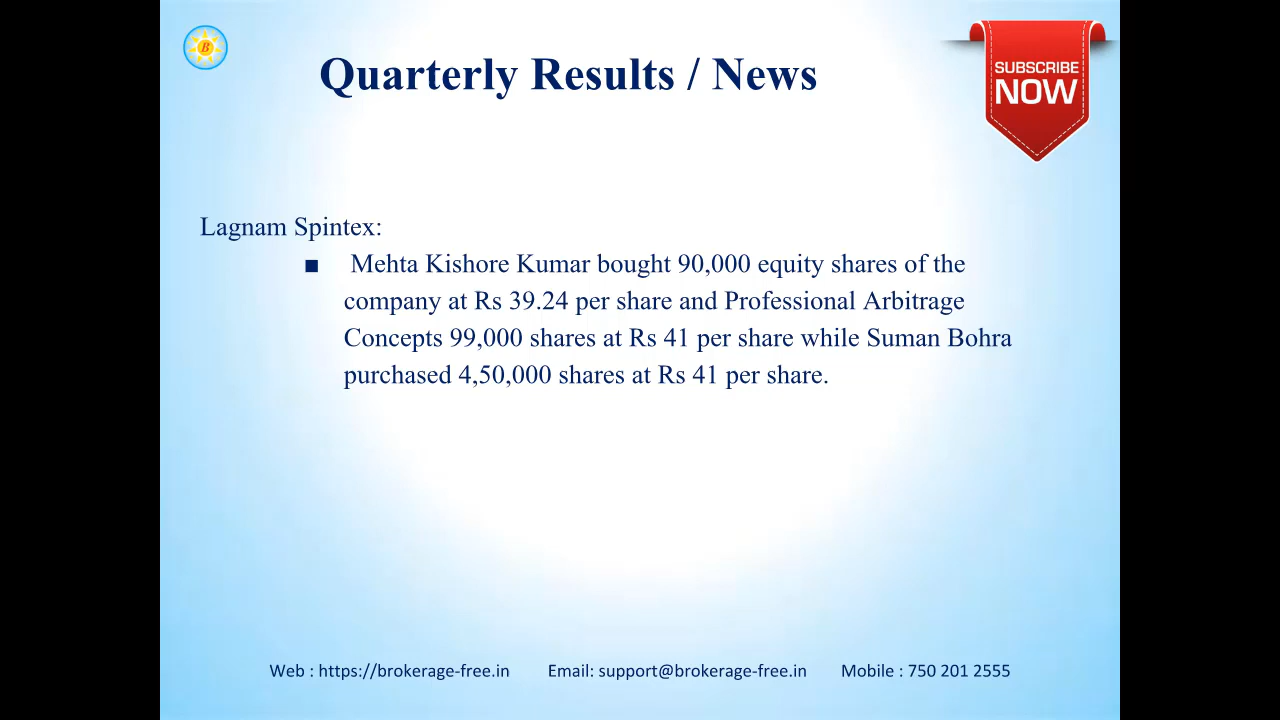 B
Quarterly Results / News
SUBSCRIBE
NOW
Lagnam Spintex:
■ Mehta Kishore Kumar bought 90,000 equity shares of the
company at Rs 39.24 per share and Professional Arbitrage
Concepts 99,000 shares at Rs 41 per share while Suman Bohra
purchased 4,50,000 shares at Rs 41 per share.
Web : https://brokerage-free.in Email: support@brokerage-free.in Mobile : 750 201 2555